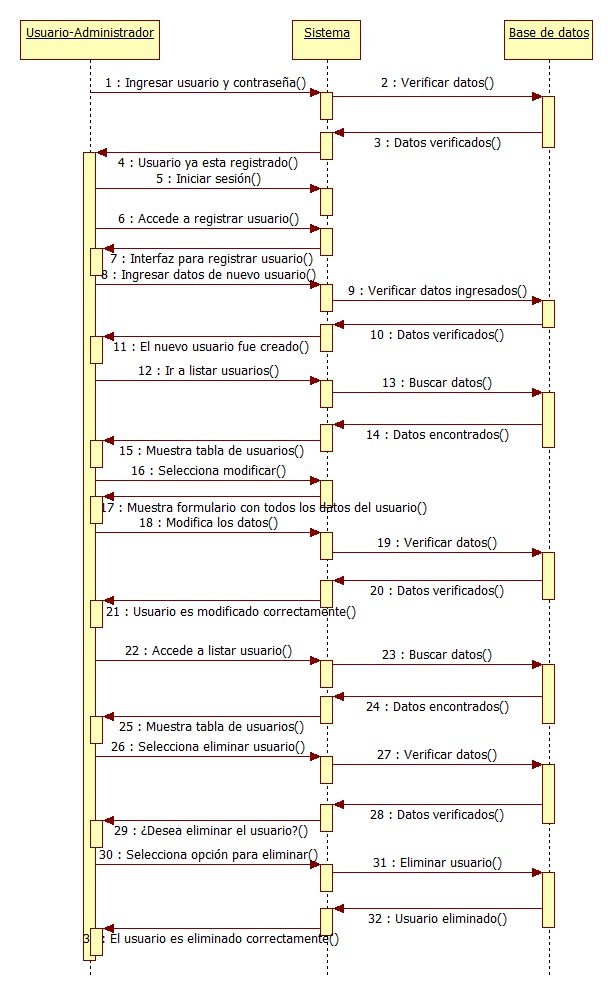 Usuario-Administrador
Sistema
Base de datos
1 : Ingresar usuario y contraseña()
2 : Verificar datos()
3 : Datos verificados()
4 : Usuario ya esta registrado()
5 : Iniciar sesión()
6 : Accede a registrar usuario()
7 : Interfaz para registrar usuario()
8 : Ingresar datos de nuevo usuario()
9 : Verificar datos ingresados()
10 : Datos verificados()
11 : El nuevo usuario fue creado()
12 : Ir a listar usuarios()
13 : Buscar datos()
14 : Datos encontrados()
15 : Muestra tabla de usuarios()
16 : Selecciona modificar()
17 : Muestra formulario con todos los datos del usuario()
18 : Modifica los datos()
19 : Verificar datos()
20 : Datos verificados()
21 : Usuario es modificado correctamente()
22 : Accede a listar usuario()
23 : Buscar datos()
24 : Datos encontrados()
25 : Muestra tabla de usuarios()
26 : Selecciona eliminar usuario()
27 : Verificar datos()
28 : Datos verificados()
29 : ¿Desea eliminar el usuario?()
30 : Selecciona opción para eliminar()
31 : Eliminar usuario()
32 : Usuario eliminado()
3 : El usuario es eliminado correctamente()